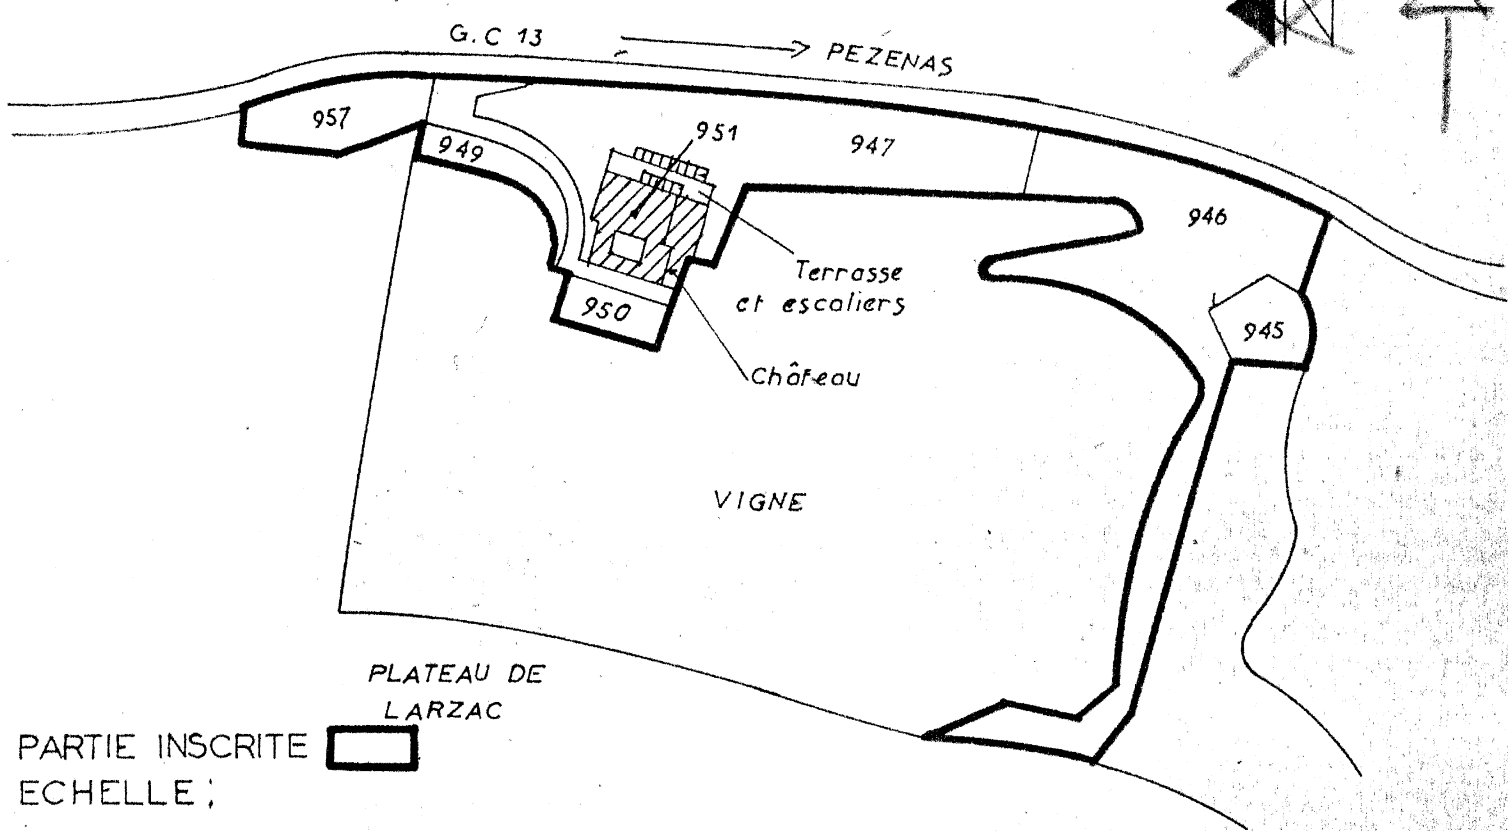 G.C 13
PÉZENAS
957
949
951
947
946
Terrasse
et escaliers
950
945
Château
VIGNE
PLATEAU DE
LARZAC
PARTIE INSCRITE
ECHELLE :